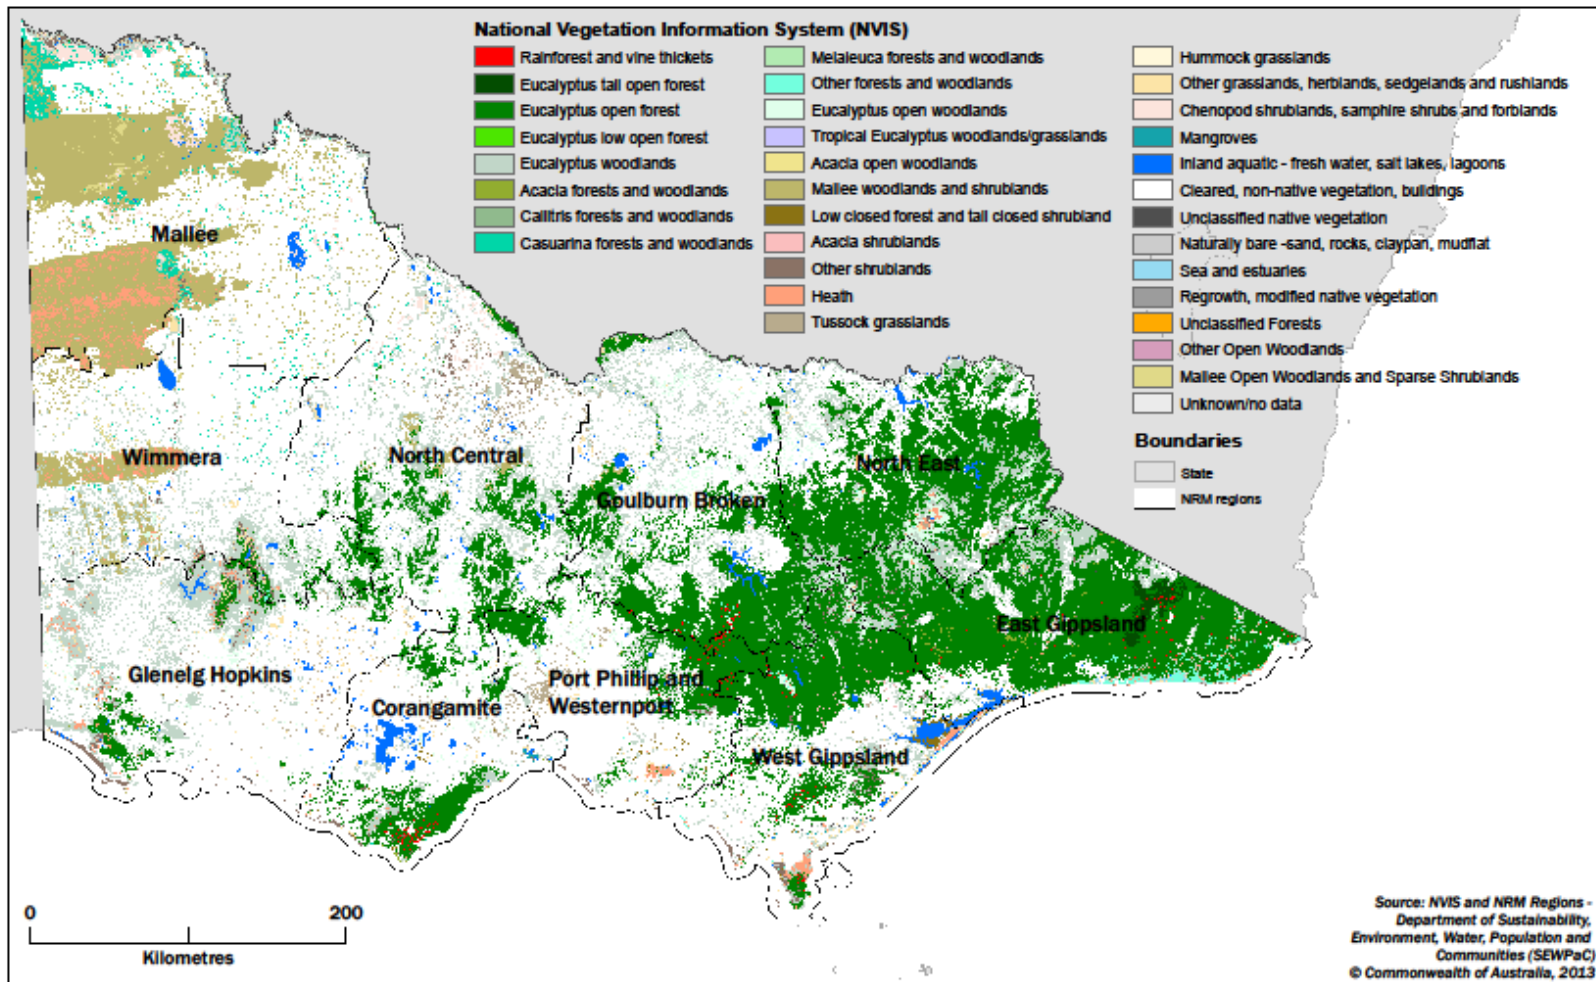 National Vegetation Information System (NVIS)
Rainforest and vine thickets
Eucalyptus tall open forest
Eucalyptus open forest
Eucalyptus low open forest
Eucalyptus woodlands
Acacia forests and woodlands
Callitris forests and woodlands
Casuarina forests and woodlands
Melaleuca forests and woodlands
Other forests and woodlands
Eucalyptus open woodlands
Tropical Eucalyptus woodlands/grasslands
Acacia open woodlands
Mallee woodlands and shrublands
Low closed forest and tall closed shrubland
Acacia shrublands
Other shrublands
Heath
Tussock grasslands
Hummock grasslands
Other grasslands, herblands, sedgelands and rushlands
Chenopod shrublands, samphire shrubs and forblands
Mangroves
Inland aquatic - fresh water, salt lakes, lagoons
Cleared, non-native vegetation, buildings
Unclassified native vegetation
Naturally bare -sand, rocks, claypan, mudflat
Sea and estuaries
Regrowth, modified native vegetation
Unclassified Forests
Other Open Woodlands
Mallee Open Woodlands and Sparse Shrublands
Unknown/no data
Boundaries
State
NRM regions
Mallee
Wimmera
North Central
Goulburn Broken
North East
East Gippsland
Glenelg Hopkins
Corangamite
Port Phillip and
Westernport
West Gippsland
0 200
Kilometres
Source: NVIS and NRM Regions -
Department of Sustainability,
Environment, Water, Population and
Communities (SEWPaC)
© Commonwealth of Australia, 2013